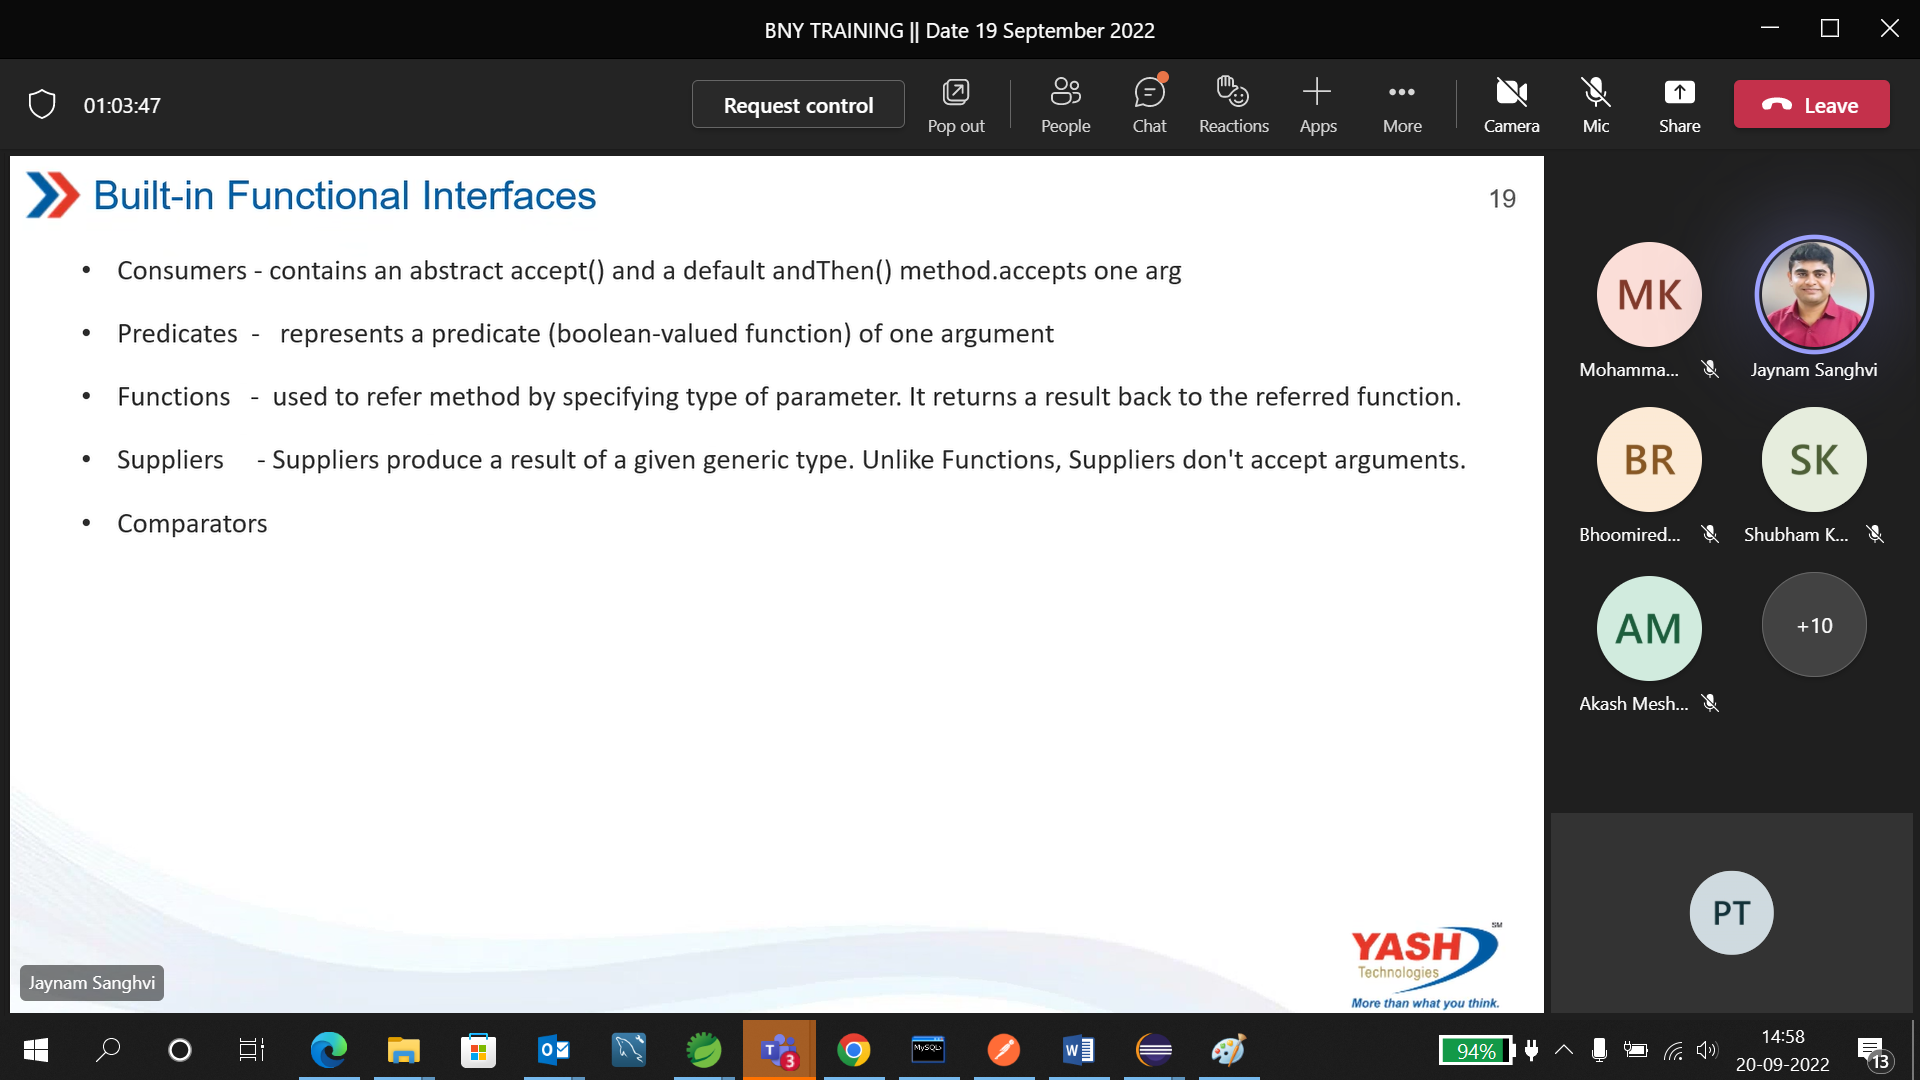 BNY TRAINING || Date 19 September 2022
01:03:47
Request control
Pop out
People
Chat
Reactions
Apps
More
Camera
Mic
Share
Leave
Built-in Functional Interfaces
19
• Consumers - contains an abstract accept() and a default andThen() method.accepts one arg
• Predicates - represents a predicate (boolean-valued function) of one argument
• Functions - used to refer method by specifying type of parameter. It returns a result back to the referred function.
• Suppliers - Suppliers produce a result of a given generic type. Unlike Functions, Suppliers don't accept arguments.
• Comparators
YASH SM
Technologies
More than what you think.
Jaynam Sanghvi
MK
Mohamma...
Jaynam Sanghvi
BR
Bhoomired...
SK
Shubham K...
AM
Akash Mesh...
+10
PT
T
3
MySQL
W
94%
14:58
20-09-2022
13